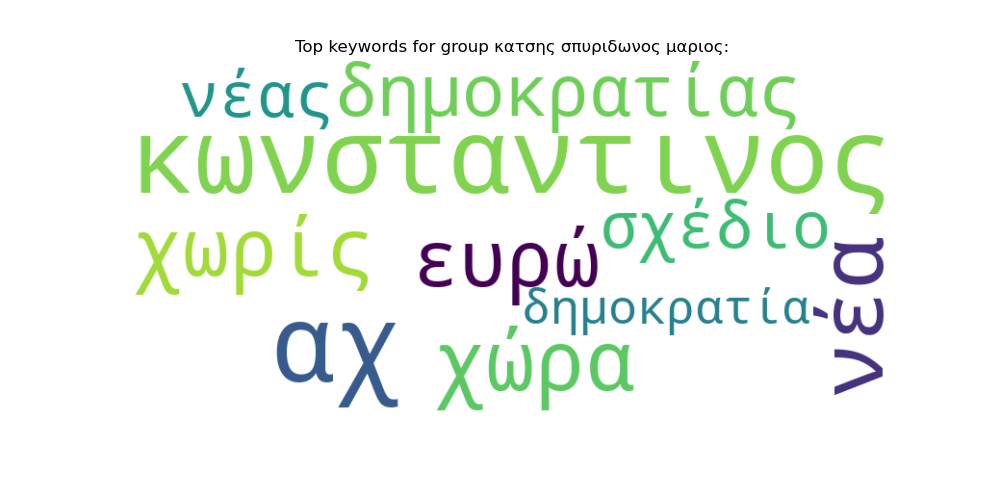 Top keywords for group κατσης σπυριδωνος μαριος:
νέας δημοκρατίας
κωνσταντινος
χωρίς ευρώ σχέδιο
δημοκρατία
νέα
αχ χώρα